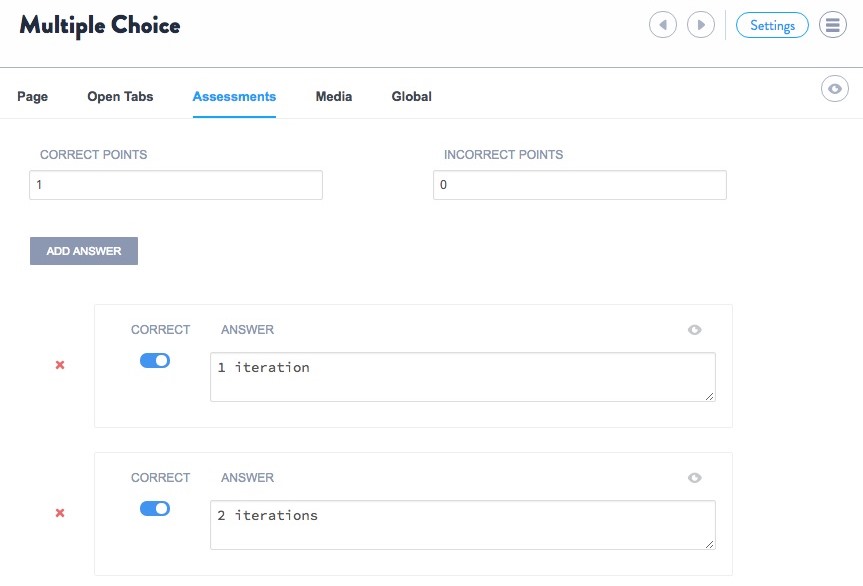 Multiple Choice
Settings
Page Open Tabs Assessments Media Global
CORRECT POINTS INCORRECT POINTS
1 0
ADD ANSWER
CORRECT ANSWER
1 iteration
CORRECT ANSWER
2 iterations